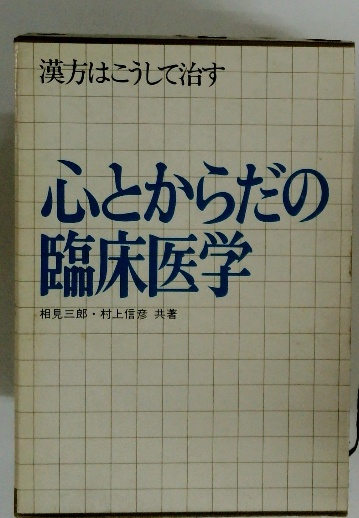 漢方はこうして治す
心とからだの
臨床医学
相見三郎・村上信彦 共著